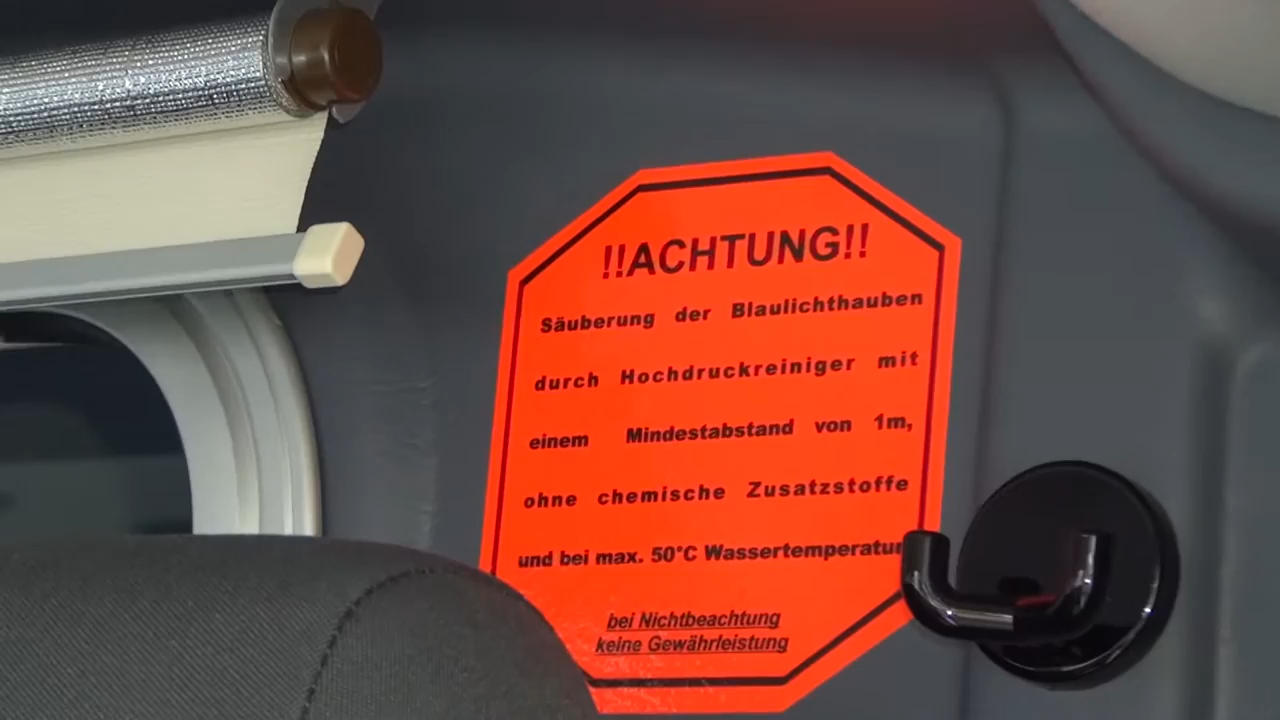 !!ACHTUNG!!
Säuberung der Blaulichthauben
durch Hochdruckreiniger mit
einem Mindestabstand von 1m,
ohne chemische Zusatzstoffe
und bei max. 50°C Wassertemperatur
bei Nichtbeachtung
keine Gewährleistung